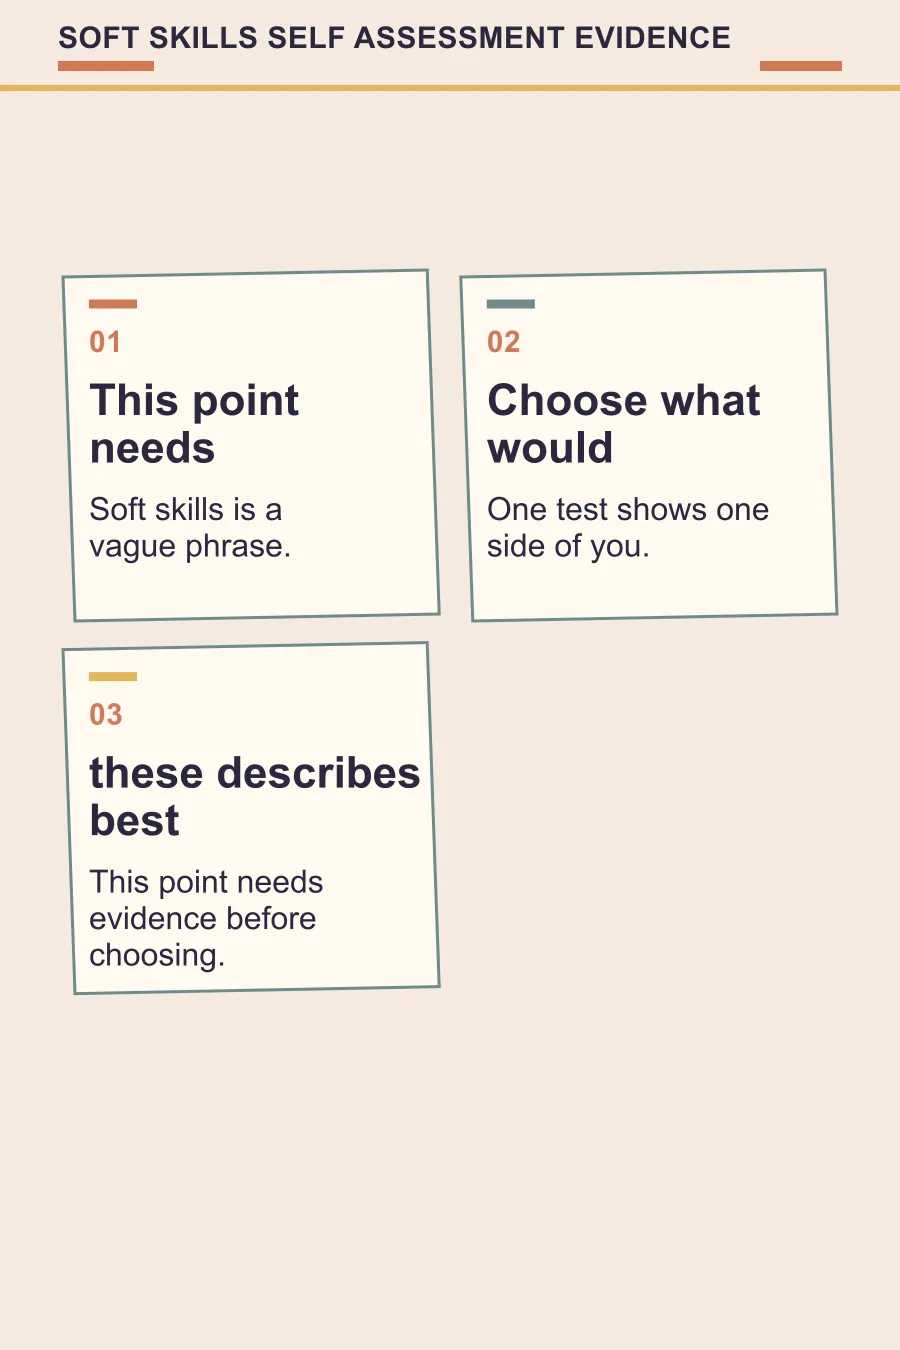 SOFT SKILLS SELF ASSESSMENT EVIDENCE
01
This point
needs
Soft skills is a
vague phrase.
02
Choose what
would
One test shows one
side of you.
03
these describes
best
This point needs
evidence before
choosing.